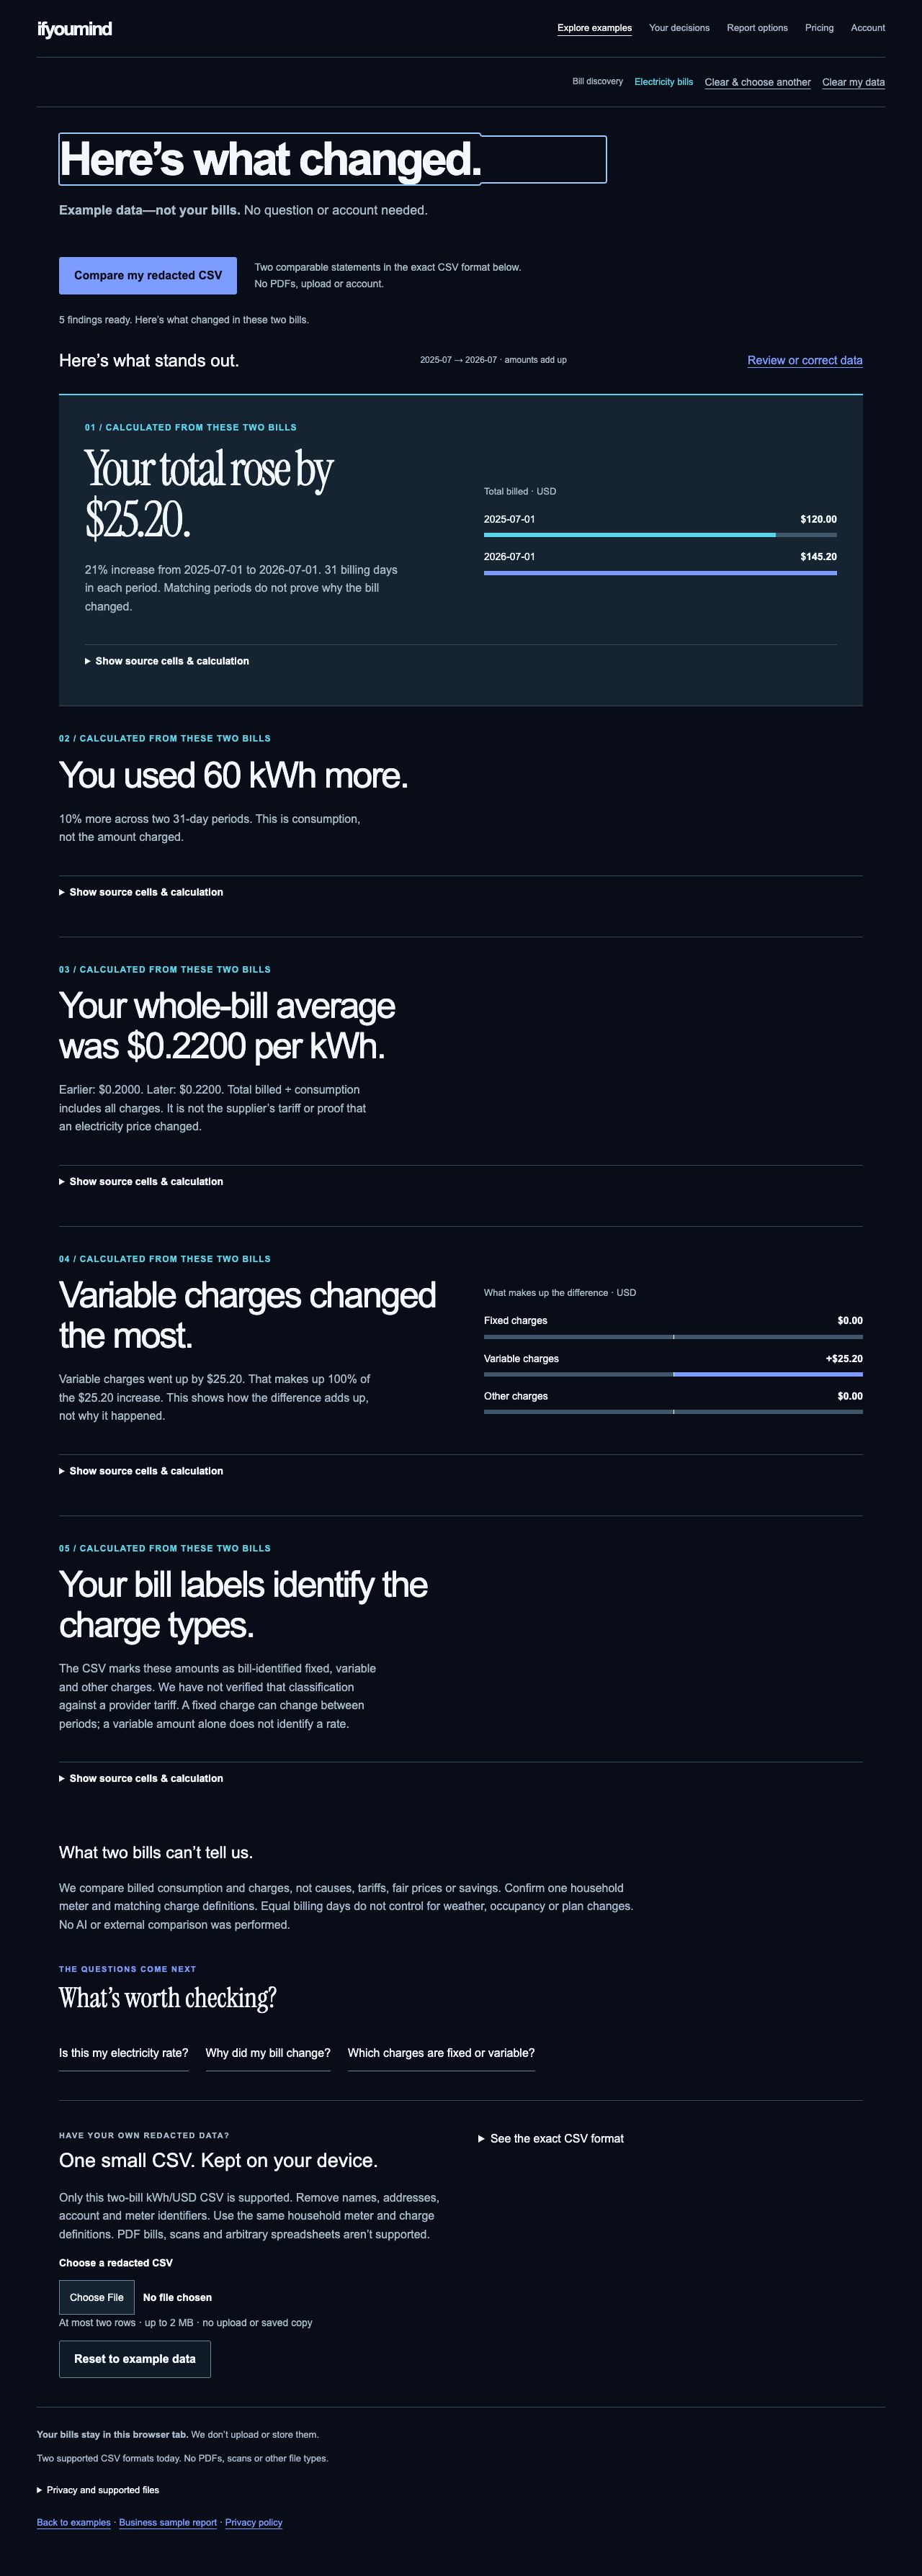 ifyoumind
Explore examples
Your decisions
Report options
Pricing
Account
Bill discovery
Electricity bills
Clear & choose another
Clear my data
Here’s what changed.
Example data—not your bills. No question or account needed.
Compare my redacted CSV
Two comparable statements in the exact CSV format below.
No PDFs, upload or account.
5 findings ready. Here’s what changed in these two bills.
Here’s what stands out.
2025-07 → 2026-07 · amounts add up
Review or correct data
01 / CALCULATED FROM THESE TWO BILLS
Your total rose by
$25.20.
21% increase from 2025-07-01 to 2026-07-01. 31 billing days
in each period. Matching periods do not prove why the bill
changed.
Total billed · USD
2025-07-01
$120.00
2026-07-01
$145.20
Show source cells & calculation
02 / CALCULATED FROM THESE TWO BILLS
You used 60 kWh more.
10% more across two 31-day periods. This is consumption,
not the amount charged.
Show source cells & calculation
03 / CALCULATED FROM THESE TWO BILLS
Your whole-bill average
was $0.2200 per kWh.
Earlier: $0.2000. Later: $0.2200. Total billed ÷ consumption
includes all charges. It is not the supplier’s tariff or proof that
an electricity price changed.
Show source cells & calculation
04 / CALCULATED FROM THESE TWO BILLS
Variable charges changed
the most.
Variable charges went up by $25.20. That makes up 100% of
the $25.20 increase. This shows how the difference adds up,
not why it happened.
What makes up the difference · USD
Fixed charges
$0.00
Variable charges
+$25.20
Other charges
$0.00
Show source cells & calculation
05 / CALCULATED FROM THESE TWO BILLS
Your bill labels identify the
charge types.
The CSV marks these amounts as bill-identified fixed, variable
and other charges. We have not verified that classification
against a provider tariff. A fixed charge can change between
periods; a variable amount alone does not identify a rate.
Show source cells & calculation
What two bills can’t tell us.
We compare billed consumption and charges, not causes, tariffs, fair prices or savings. Confirm one household
meter and matching charge definitions. Equal billing days do not control for weather, occupancy or plan changes.
No AI or external comparison was performed.
THE QUESTIONS COME NEXT
What’s worth checking?
Is this my electricity rate?
Why did my bill change?
Which charges are fixed or variable?
HAVE YOUR OWN REDACTED DATA?
One small CSV. Kept on your device.
Only this two-bill kWh/USD CSV is supported. Remove names, addresses,
account and meter identifiers. Use the same household meter and charge
definitions. PDF bills, scans and arbitrary spreadsheets aren’t supported.
See the exact CSV format
Choose a redacted CSV
Choose File
No file chosen
At most two rows · up to 2 MB · no upload or saved copy
Reset to example data
Your bills stay in this browser tab. We don’t upload or store them.
Two supported CSV formats today. No PDFs, scans or other file types.
Privacy and supported files
Back to examples · Business sample report · Privacy policy